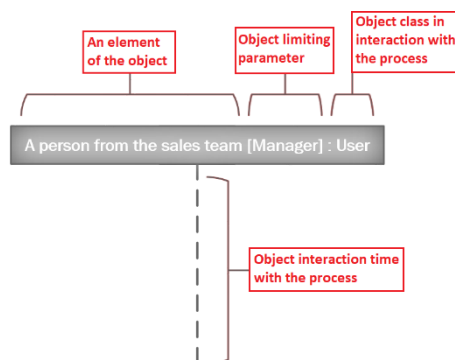 An element
of the object
Object limiting
parameter
Object class in
interaction with
the process
A person from the sales team [Manager] : User
Object interaction time
with the process